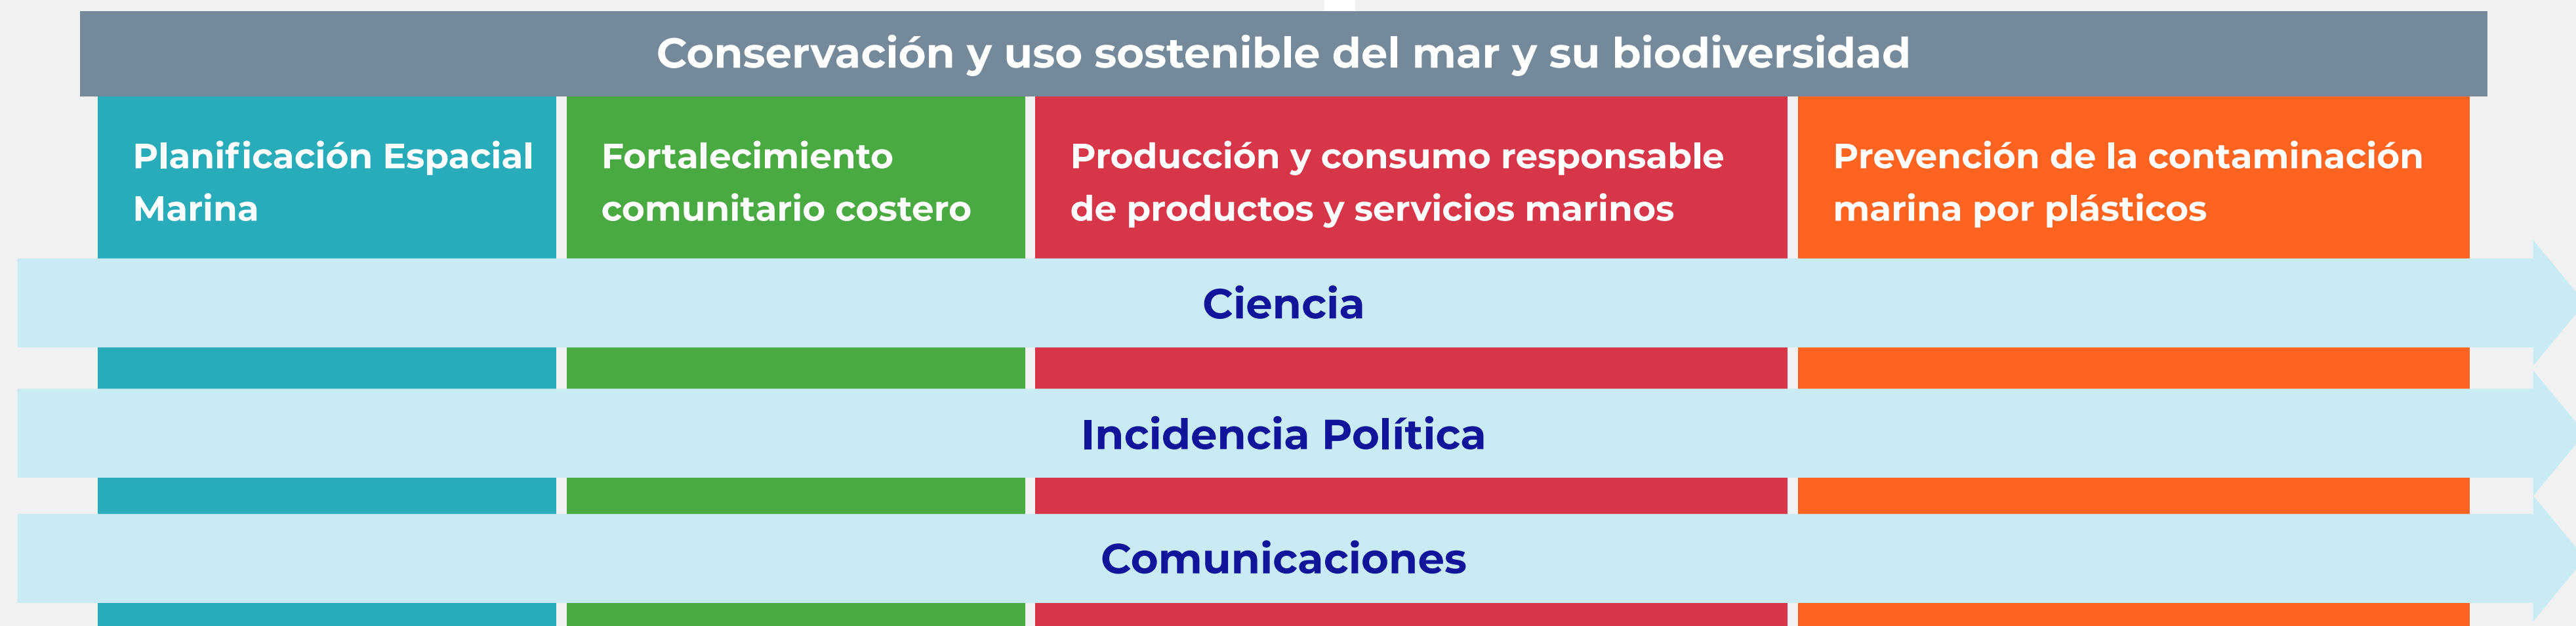 Conservación y uso sostenible del mar y su biodiversidad
Planificación Espacial
Marina
Fortalecimiento
comunitario costero
Producción y consumo responsable
de productos y servicios marinos
Prevención de la contaminación
marina por plásticos
Ciencia
Incidencia Política
Comunicaciones